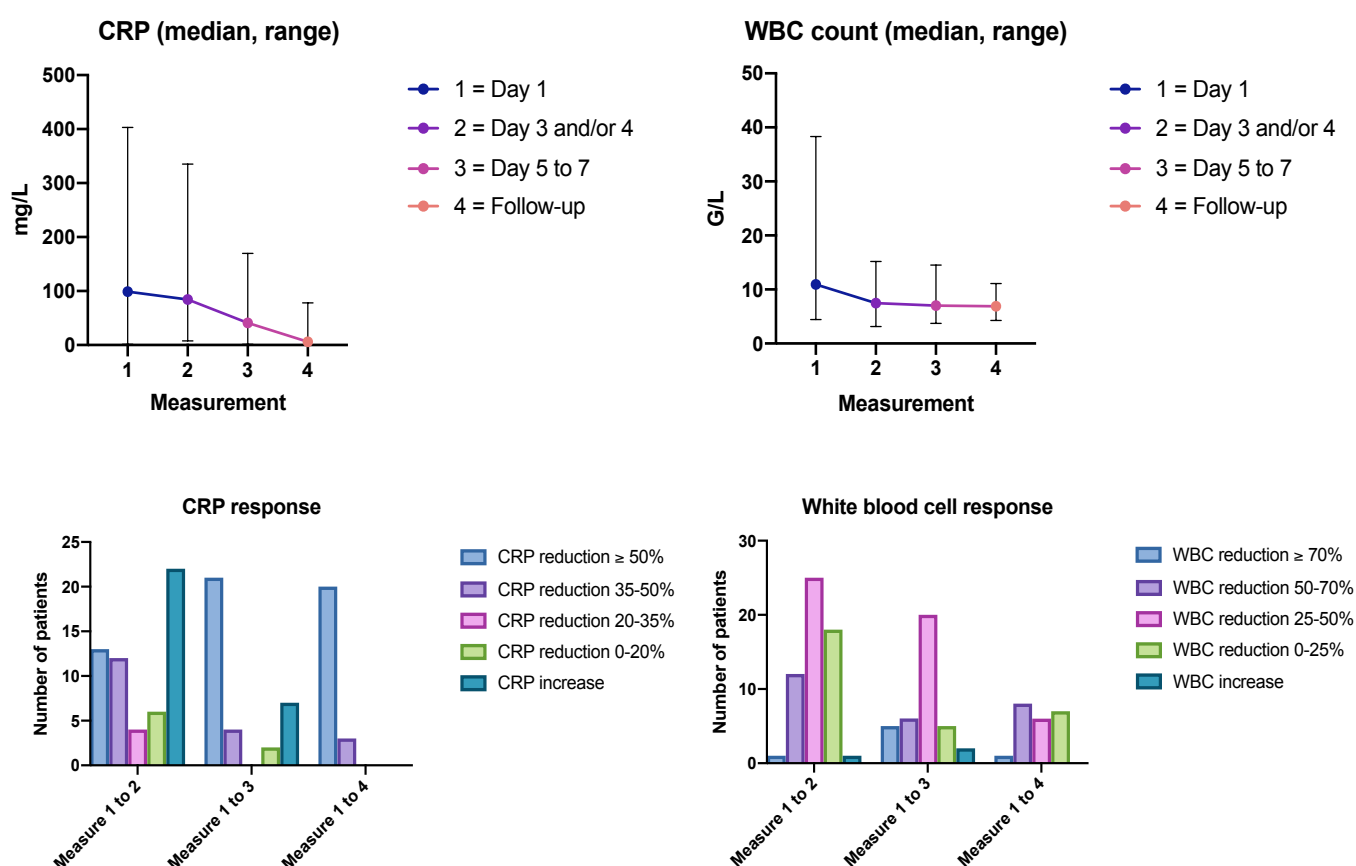 CRP (median, range)
500
400
300
200
100
0
mg/L
1 2 3 4
Measurement
1 = Day 1
2 = Day 3 and/or 4
3 = Day 5 to 7
4 = Follow-up
WBC count (median, range)
50
40
30
20
10
0
G/L
1 2 3 4
Measurement
1 = Day 1
2 = Day 3 and/or 4
3 = Day 5 to 7
4 = Follow-up
CRP response
25
20
15
10
5
0
Number of patients
Measure 1 to 2
Measure 1 to 3
Measure 1 to 4
CRP reduction ≥ 50%
CRP reduction 35-50%
CRP reduction 20-35%
CRP reduction 0-20%
CRP increase
White blood cell response
30
20
10
0
Number of patients
Measure 1 to 2
Measure 1 to 3
Measure 1 to 4
WBC reduction ≥ 70%
WBC reduction 50-70%
WBC reduction 25-50%
WBC reduction 0-25%
WBC increase